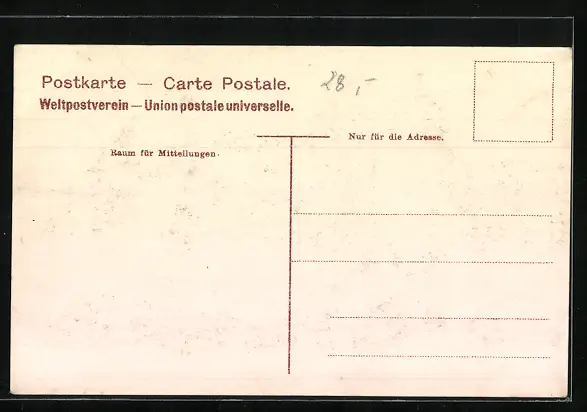 Postkarte — Carte Postale.
28,-
Weltpostverein — Union postale universelle.
Nur für die Adresse.
Raum für Mitteilungen.